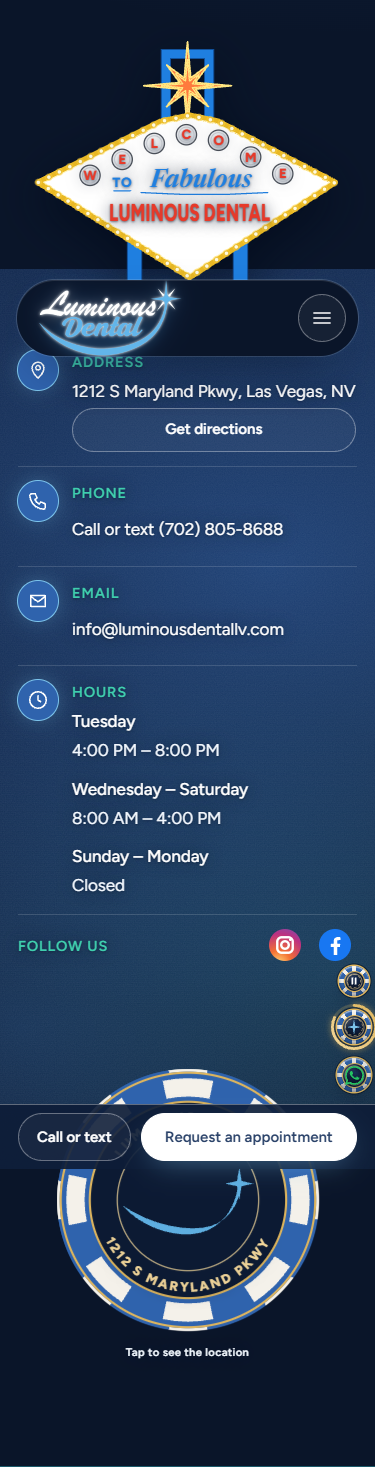 WELCOME
TO Fabulous
LUMINOUS DENTAL
Luminous
Dental
ADDRESS
1212 S Maryland Pkwy, Las Vegas, NV
Get directions
PHONE
Call or text (702) 805-8688
EMAIL
info@luminousdentallv.com
HOURS
Tuesday
4:00 PM – 8:00 PM
Wednesday – Saturday
8:00 AM – 4:00 PM
Sunday – Monday
Closed
FOLLOW US
Call or text
Request an appointment
1212 S MARYLAND PKWY
Tap to see the location